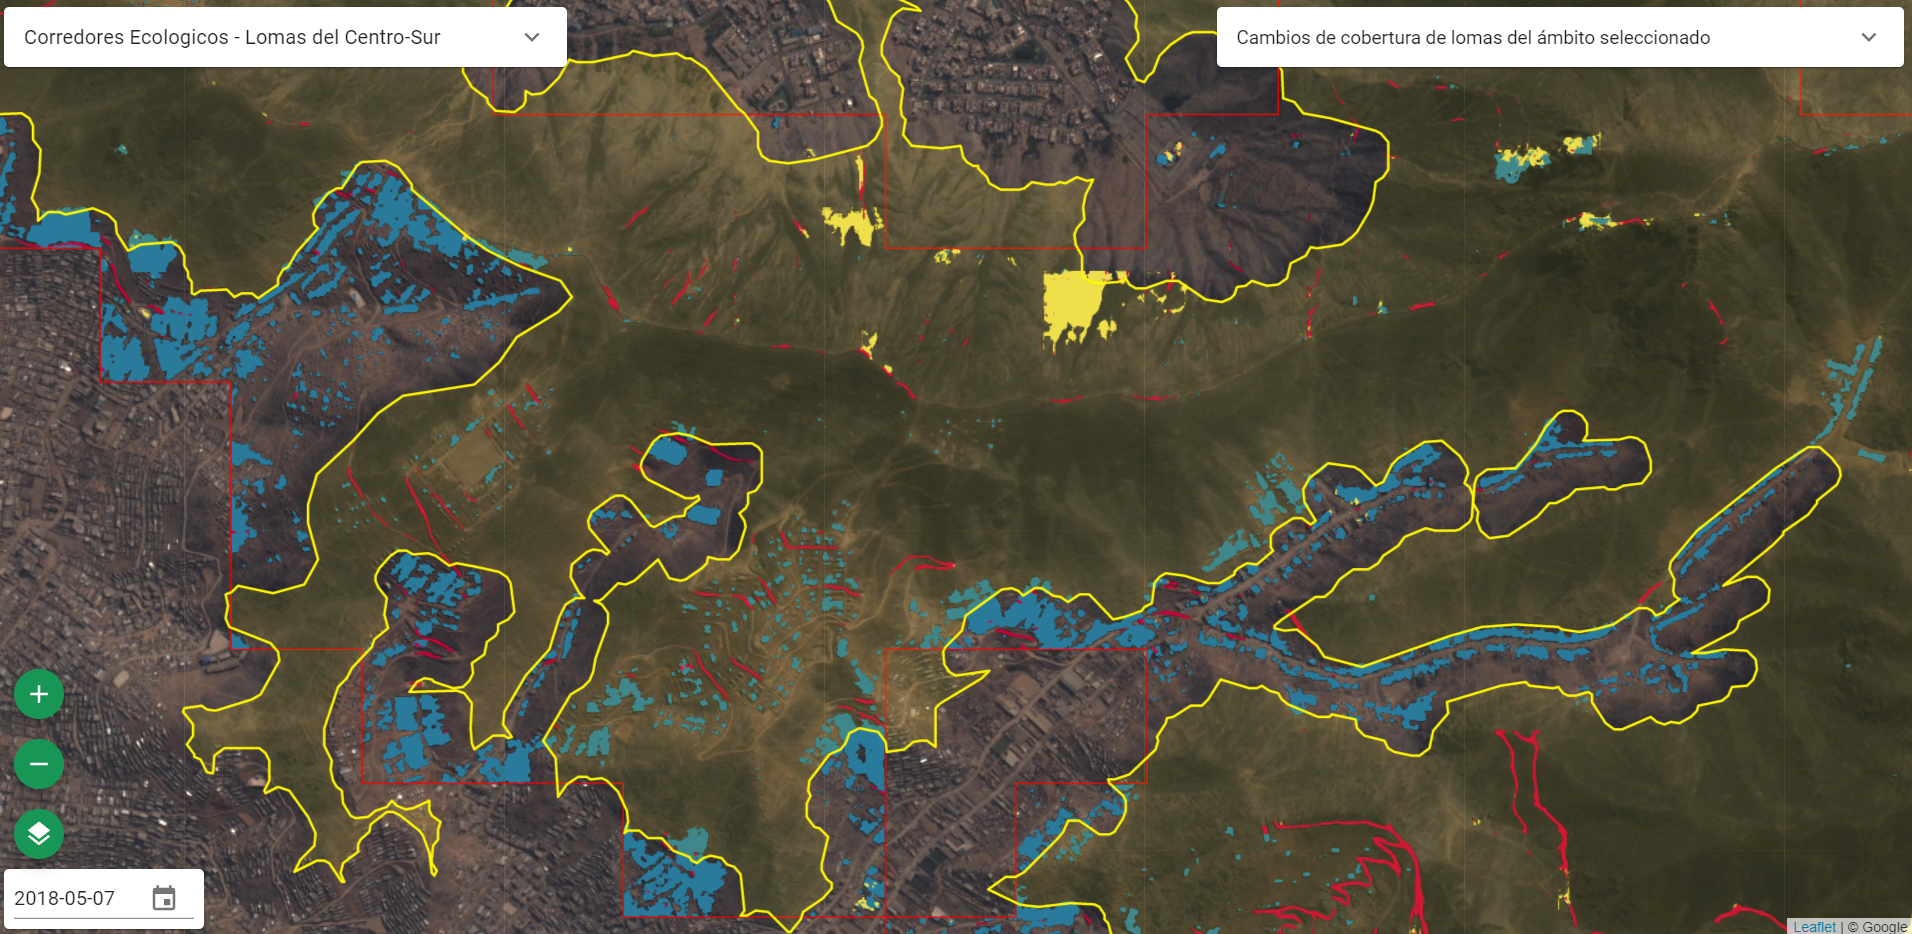 Corredores Ecologicos - Lomas del Centro-Sur
Cambios de cobertura de lomas del ámbito seleccionado
2018-05-07
Leaflet | © Google